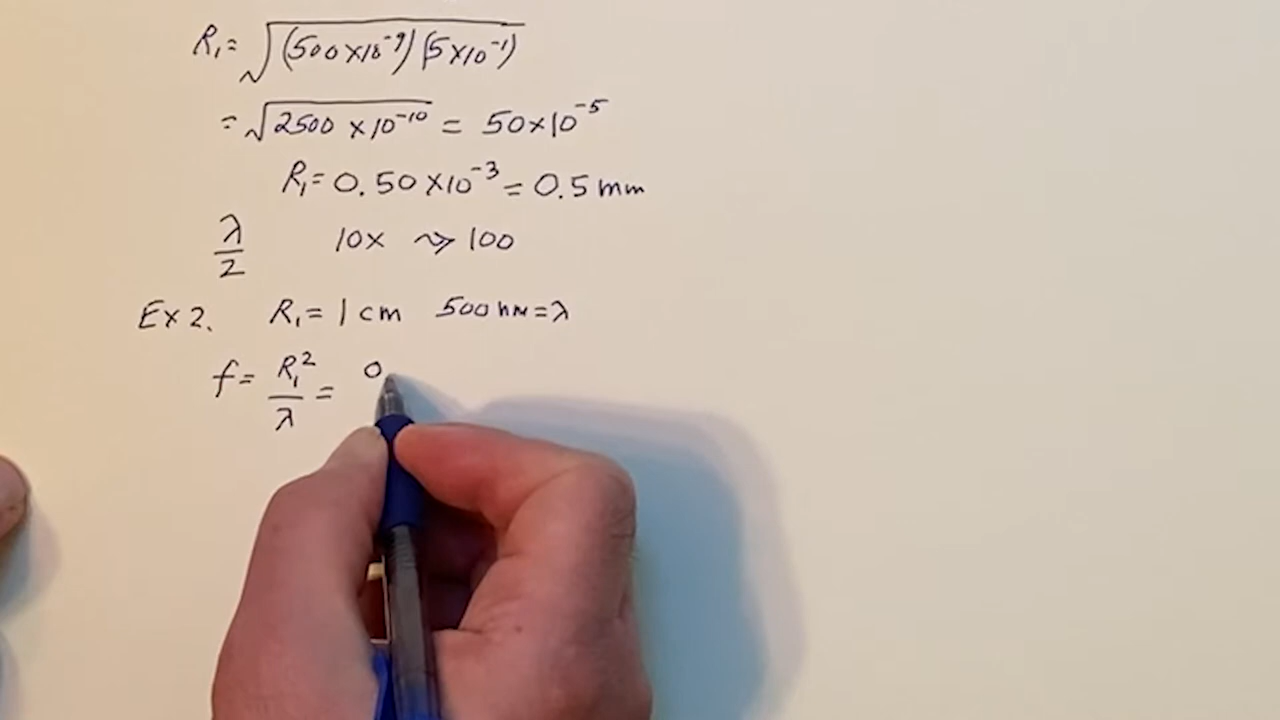 R₁= √(500×10⁻⁹)(5×10⁻¹)
= √2500 ×10⁻¹⁰ = 50×10⁻⁵
R₁= 0.50×10⁻³ = 0.5 mm
λ/2 10x ⇝ 100
Ex 2. R₁= 1 cm 500 nm = λ
f= R₁²/λ = 0